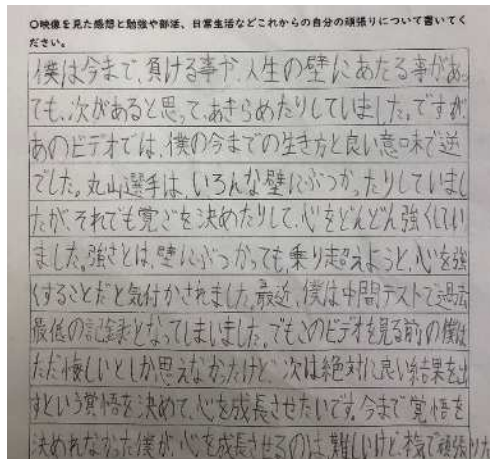 〇映像を見た感想と勉強や部活、日常生活などこれからの自分の頑張りについて書いてく
ださい。
僕は今まで、負ける事や、人生の壁にあたる事があっ
ても、次があると思って、あきらめたりしていました。ですが、
あのビデオでは、僕の今までの生き方と良い意味で逆
でした。丸山選手は、いろんな壁にぶつかったりしていまし
たが、それでも覚ごを決めたりして、心をどんどん強くしてい
ました。強さとは、壁にぶつかっても、乗り超えようと、心を強
くすることだと気付かされました。最近、僕は中間テストで過去
最低の記録となってしまいました。でもこのビデオを見る前の僕は
ただ悔しいとしか思えなかったけど、次は絶対に良い結果を出
すという覚悟を決めて、心を成長させたいです。今まで覚悟を
決めれなかった僕が、心を成長させるのは、難しいけど、本気で頑張りた